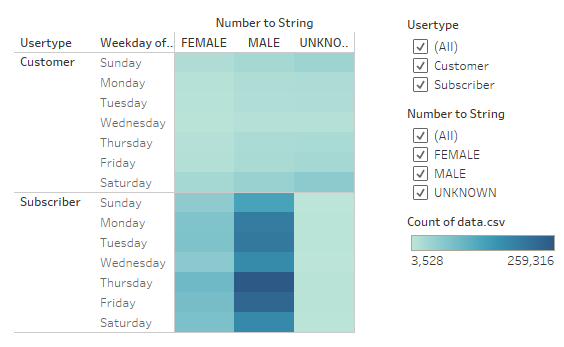 Number to String
Usertype Weekday of.. FEMALE MALE UNKNO..
Customer Sunday
Monday
Tuesday
Wednesday
Thursday
Friday
Saturday
Subscriber Sunday
Monday
Tuesday
Wednesday
Thursday
Friday
Saturday
Usertype
(All)
Customer
Subscriber
Number to String
(All)
FEMALE
MALE
UNKNOWN
Count of data.csv
3,528 259,316